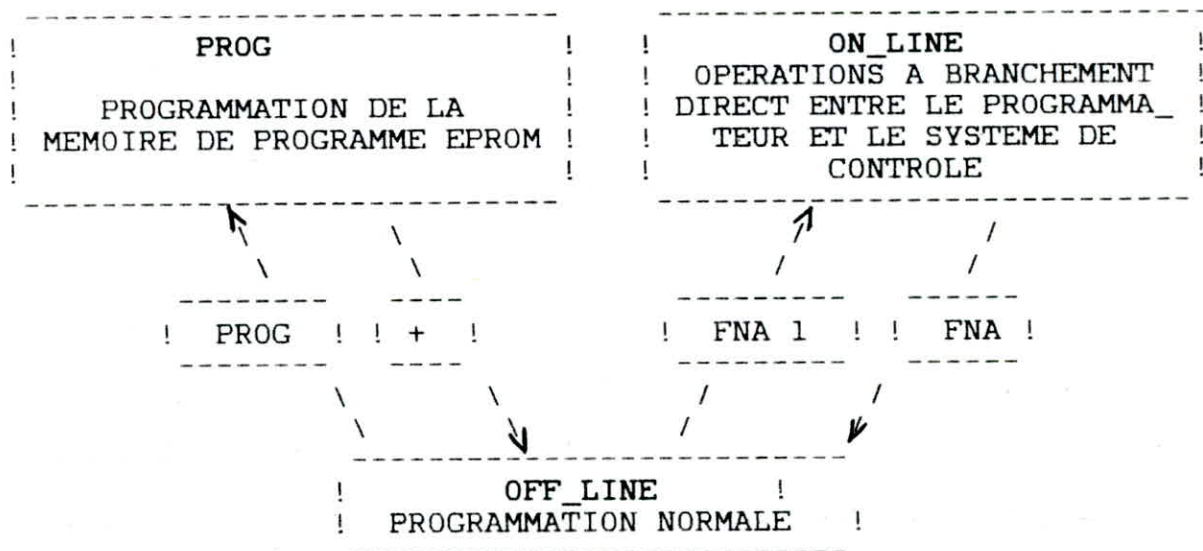 PROG
PROGRAMMATION DE LA
MEMOIRE DE PROGRAMME EPROM
ON_LINE
OPERATIONS A BRANCHEMENT
DIRECT ENTRE LE PROGRAMMA_
TEUR ET LE SYSTEME DE
CONTROLE
PROG
+
FNA 1
FNA
OFF_LINE
PROGRAMMATION NORMALE